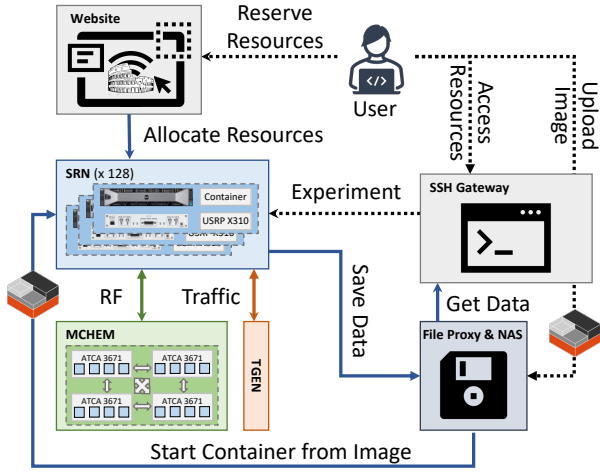 Website
Reserve
Resources
User
Access
Resources
Upload
Image
Allocate Resources
SRN (x 128)
Container
USRP X310
Experiment
SSH Gateway
>_
RF
Traffic
Save Data
Get Data
MCHEM
ATCA 3671
ATCA 3671
ATCA 3671
ATCA 3671
TGEN
File Proxy & NAS
Start Container from Image